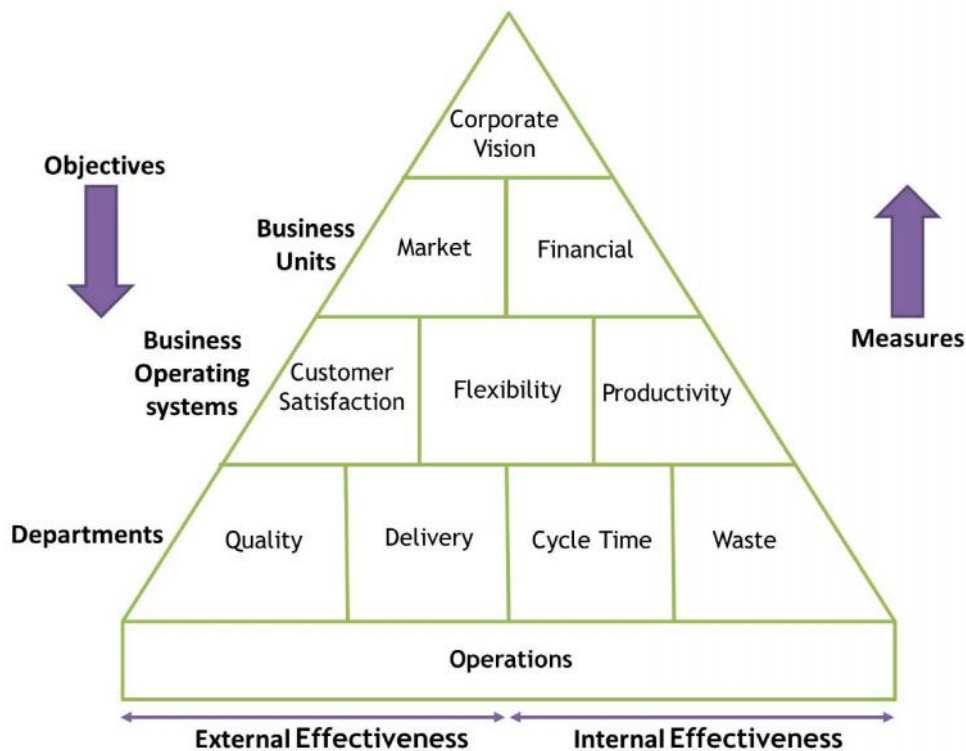 Corporate
Vision
Objectives
Business
Units
Market
Financial
Measures
Business
Operating
systems
Customer
Satisfaction
Flexibility
Productivity
Departments
Quality
Delivery
Cycle Time
Waste
Operations
External Effectiveness
Internal Effectiveness